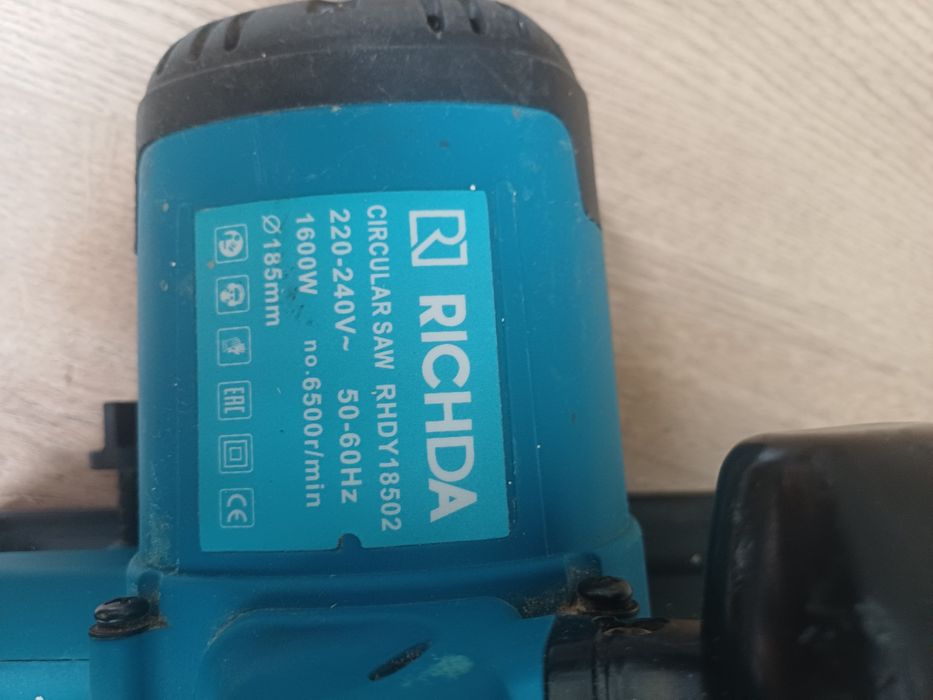 RICHDA
CIRCULAR SAW RHDY18502
220-240V~ 50-60Hz
1600W no.6500r/min
Ø185mm
EAC CE